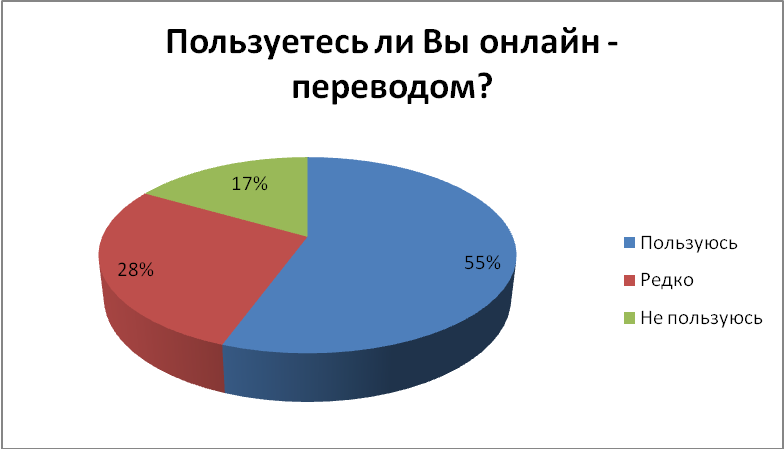 Пользуетесь ли Вы онлайн -
переводом?
17%
28%
55%
Пользуюсь
Редко
Не пользуюсь